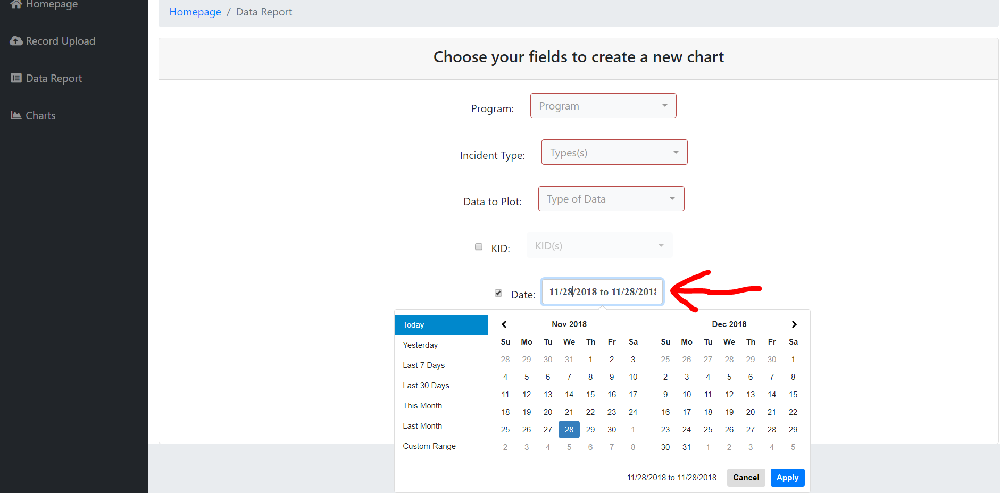 Homepage
Record Upload
Data Report
Charts
Homepage / Data Report
Choose your fields to create a new chart
Program: Program
Incident Type: Types(s)
Data to Plot: Type of Data
KID: KID(s)
Date: 11/28/2018 to 11/28/2018
Today
Yesterday
Last 7 Days
Last 30 Days
This Month
Last Month
Custom Range
Nov 2018
Su Mo Tu We Th Fr Sa
28 29 30 31 1 2 3
4 5 6 7 8 9 10
11 12 13 14 15 16 17
18 19 20 21 22 23 24
25 26 27 28 29 30 1
2 3 4 5 6 7 8
Dec 2018
Su Mo Tu We Th Fr Sa
25 26 27 28 29 30 1
2 3 4 5 6 7 8
9 10 11 12 13 14 15
16 17 18 19 20 21 22
23 24 25 26 27 28 29
30 31 1 2 3 4 5
11/28/2018 to 11/28/2018 Cancel Apply